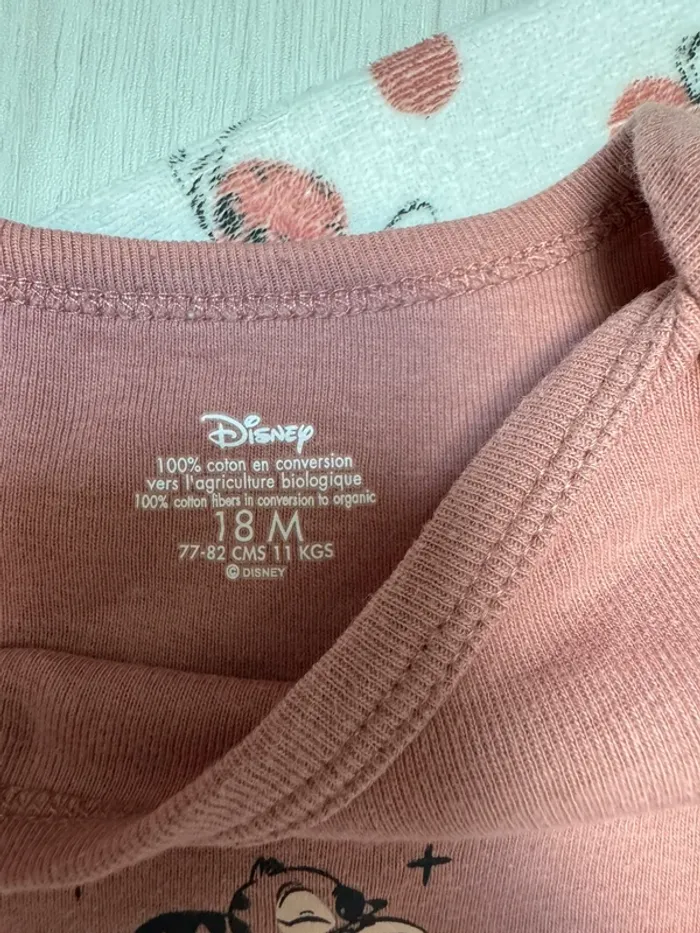 Disney
100% coton en conversion
vers l'agriculture biologique
100% cotton fibers in conversion to organic
18 M
77-82 CMS 11 KGS
© DISNEY